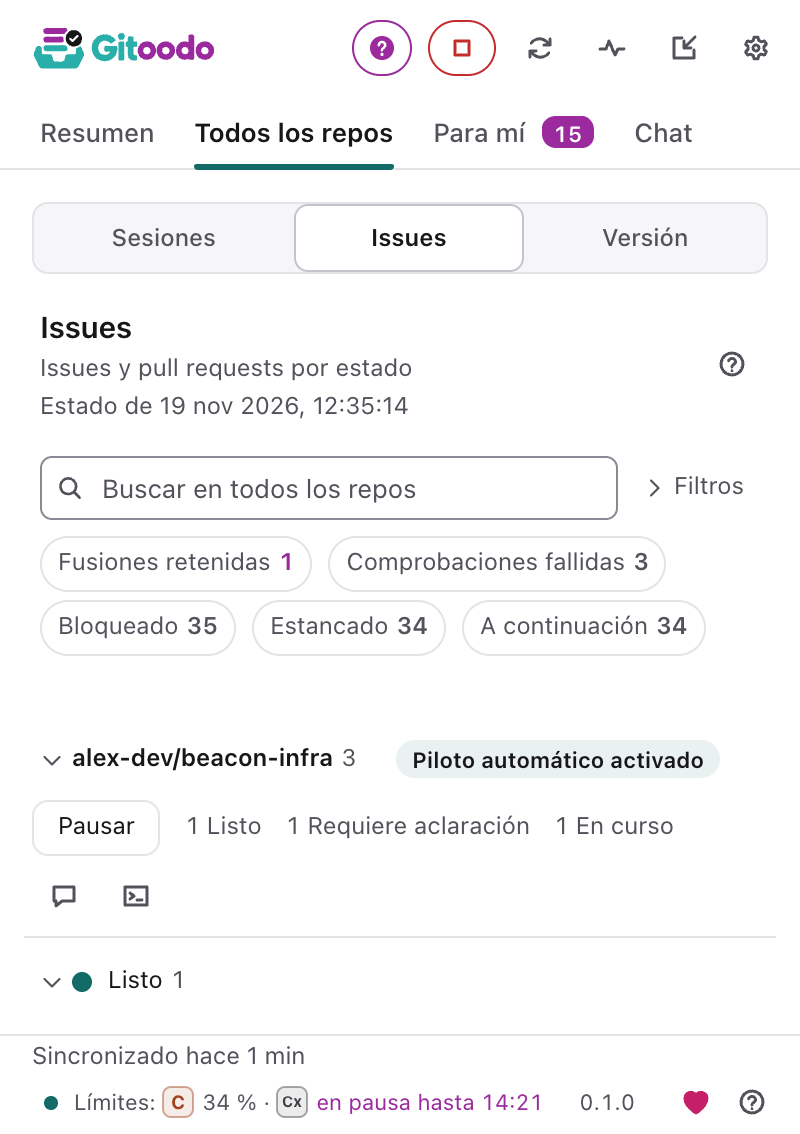 Gitoodo
Resumen Todos los repos Para mí 15 Chat
Sesiones Issues Versión
Issues
Issues y pull requests por estado
Estado de 19 nov 2026, 12:35:14
Buscar en todos los repos Filtros
Fusiones retenidas 1 Comprobaciones fallidas 3
Bloqueado 35 Estancado 34 A continuación 34
alex-dev/beacon-infra 3 Piloto automático activado
Pausar 1 Listo 1 Requiere aclaración 1 En curso
Listo 1
Sincronizado hace 1 min
Límites: C 34 % · Cx en pausa hasta 14:21 0.1.0